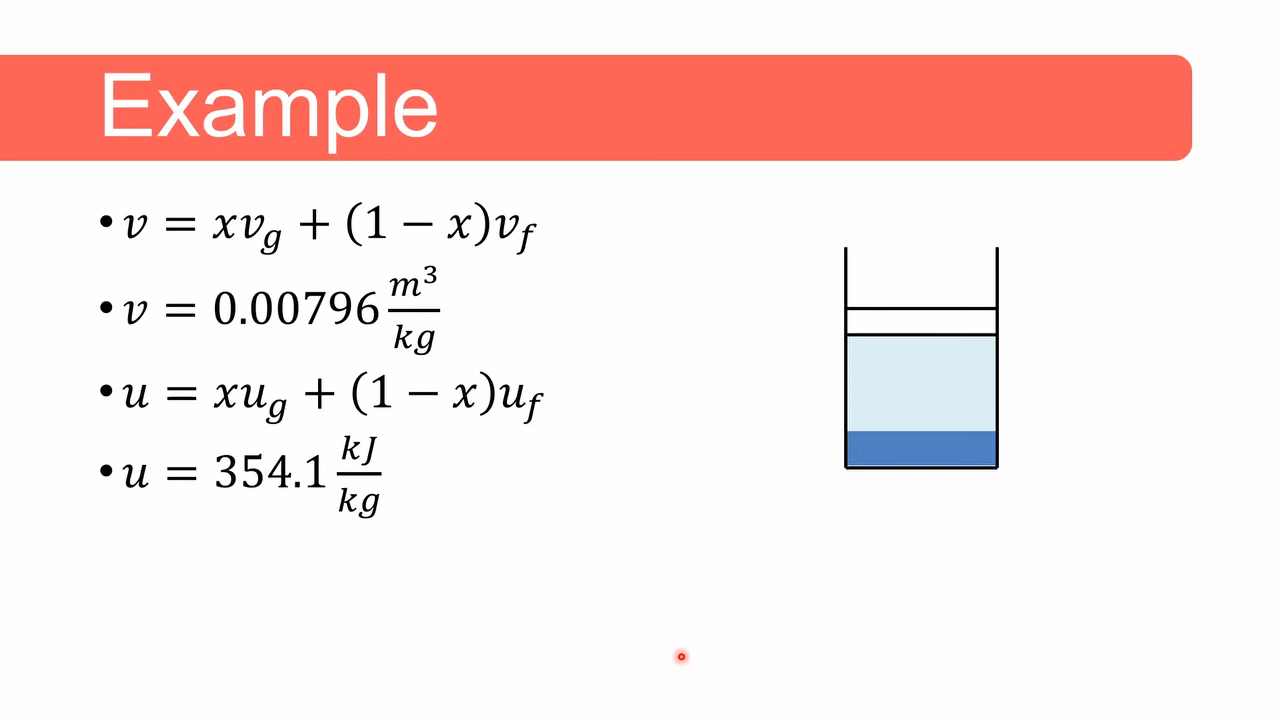 Example
• v = xv_g + (1 − x)v_f
• v = 0.00796 m³/kg
• u = xu_g + (1 − x)u_f
• u = 354.1 kJ/kg